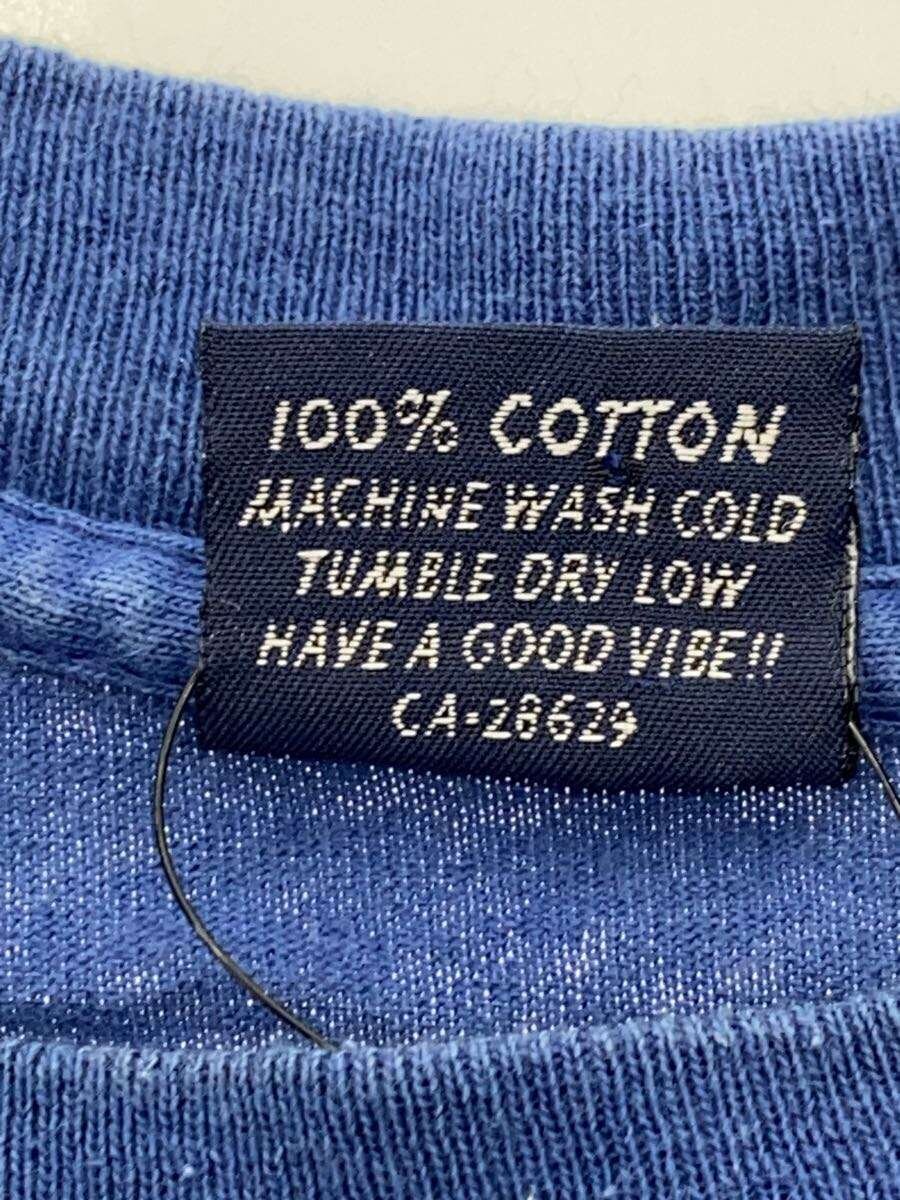 100% COTTON
MACHINE WASH COLD
TUMBLE DRY LOW
HAVE A GOOD VIBE!!
CA-28629